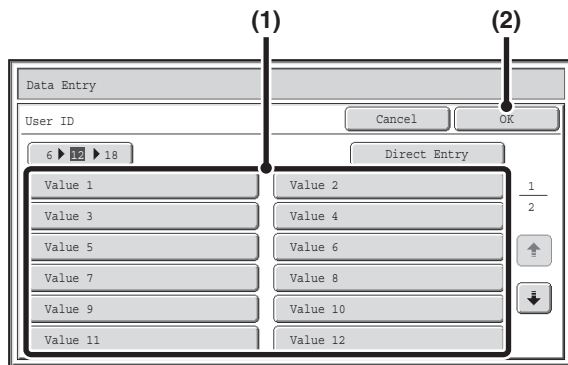 (1) (2)
Data Entry
User ID Cancel OK
6 12 18 Direct Entry
Value 1 Value 2 1
Value 3 Value 4 2
Value 5 Value 6
Value 7 Value 8
Value 9 Value 10
Value 11 Value 12